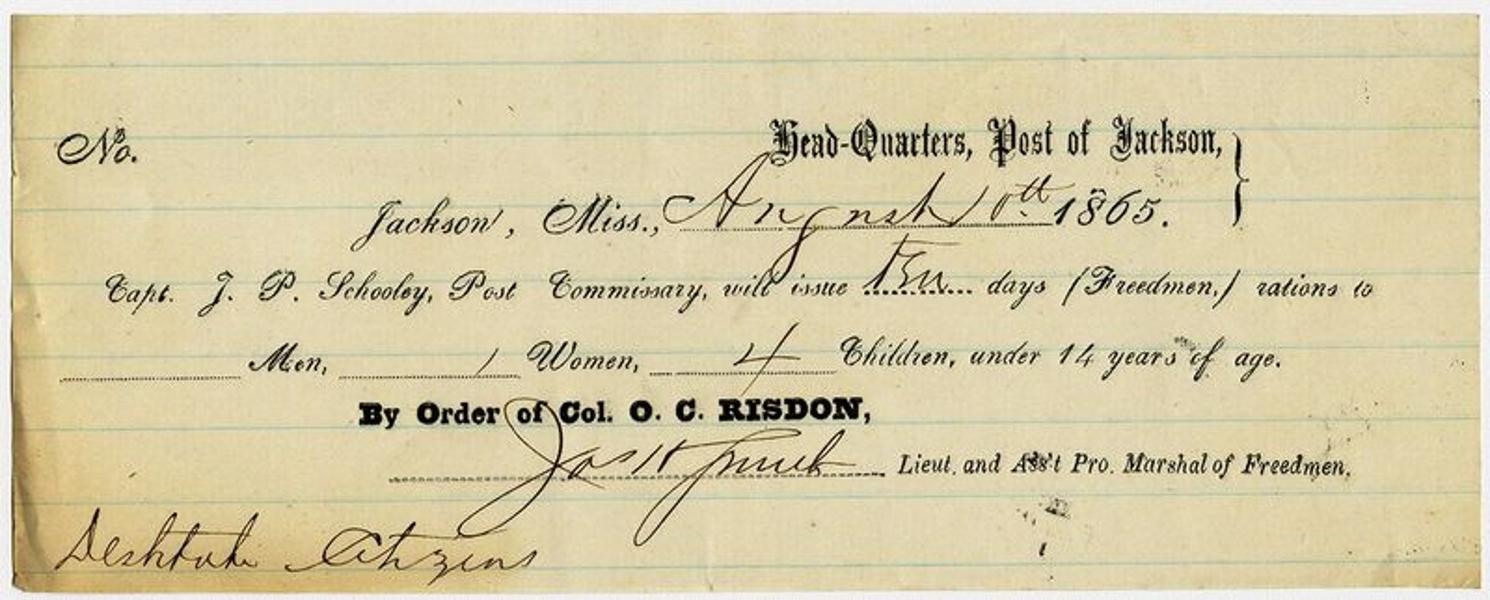 No. Head-Quarters, Post of Jackson,
Jackson, Miss., August 10th 1865.
Capt. J. P. Schooley, Post Commissary, will issue Ten days (Freedmen,) rations to
Men, 1 Women, 4 Children, under 14 years of age.
By Order of Col. O. C. RISDON,
Jos H Lieut. and Ass't Pro. Marshal of Freedmen.
Destitute Citizens